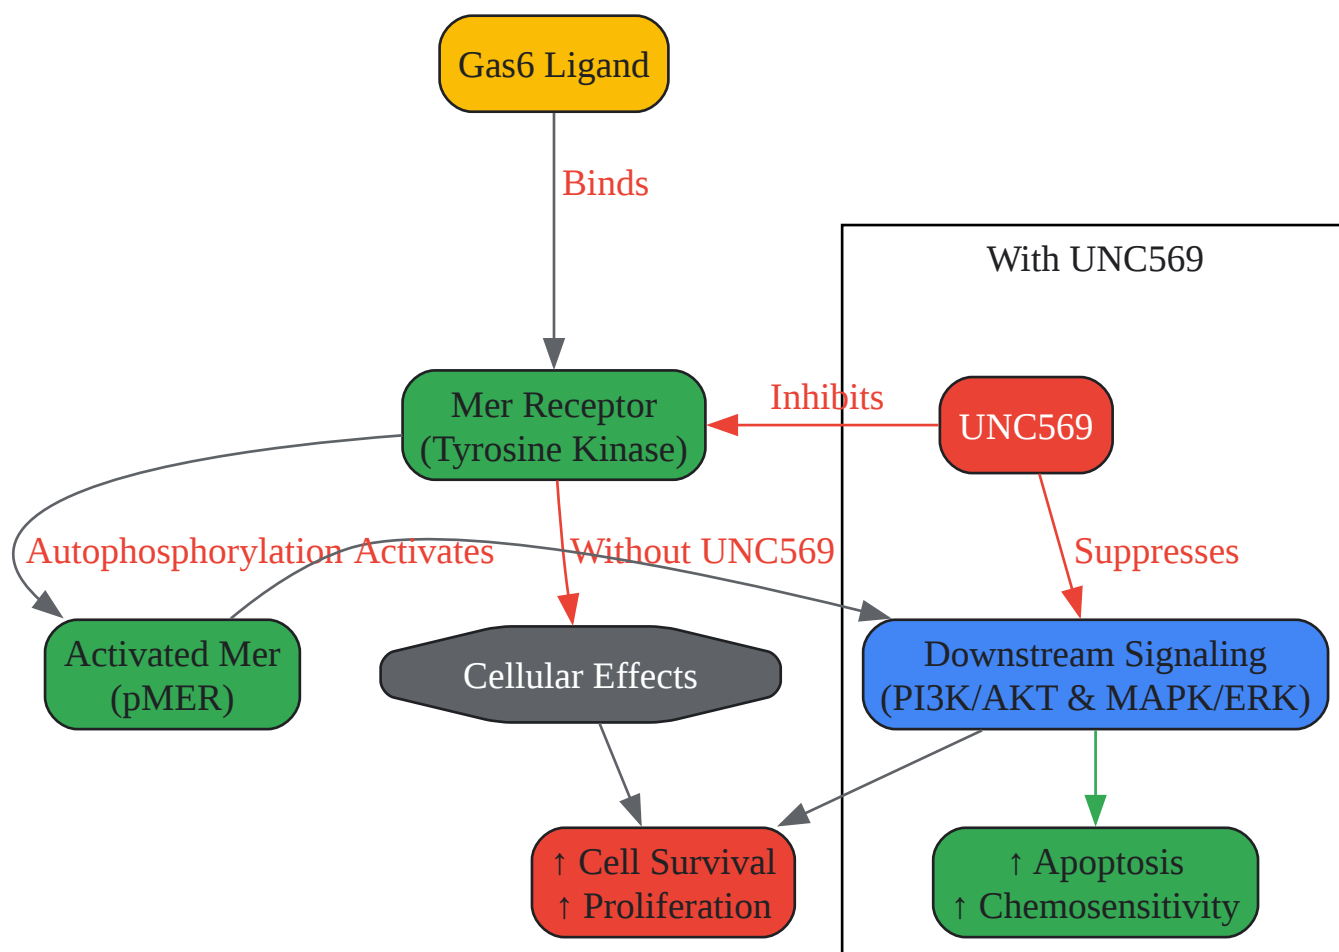 Gas6 Ligand
Binds
With UNC569
Mer Receptor
(Tyrosine Kinase)
Inhibits
UNC569
Autophosphorylation
Activates
Without UNC569
Suppresses
Activated Mer
(pMER)
Cellular Effects
Downstream Signaling
(PI3K/AKT & MAPK/ERK)
↑ Cell Survival
↑ Proliferation
↑ Apoptosis
↑ Chemosensitivity